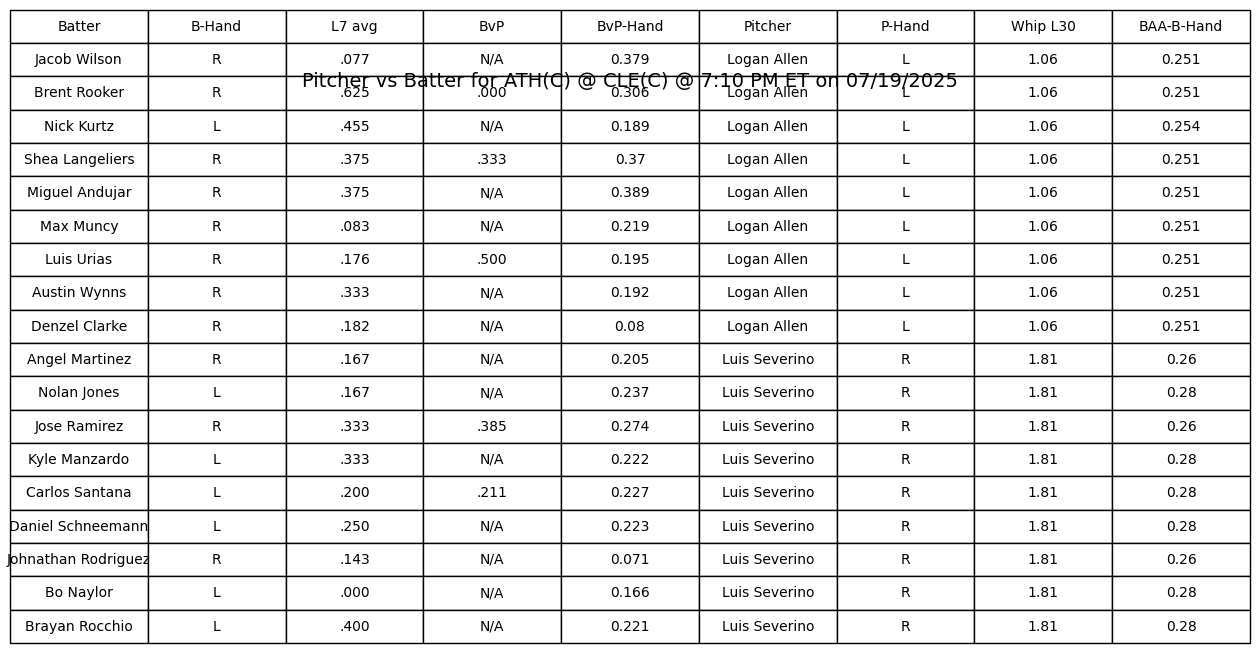 Batter B-Hand L7 avg BvP BvP-Hand Pitcher P-Hand Whip L30 BAA-B-Hand
Jacob Wilson R .077 N/A 0.379 Logan Allen L 1.06 0.251
Pitcher vs Batter for ATH(C) @ CLE(C) @ 7:10 PM ET on 07/19/2025
Brent Rooker R .625 .000 0.306 Logan Allen L 1.06 0.251
Nick Kurtz L .455 N/A 0.189 Logan Allen L 1.06 0.254
Shea Langeliers R .375 .333 0.37 Logan Allen L 1.06 0.251
Miguel Andujar R .375 N/A 0.389 Logan Allen L 1.06 0.251
Max Muncy R .083 N/A 0.219 Logan Allen L 1.06 0.251
Luis Urias R .176 .500 0.195 Logan Allen L 1.06 0.251
Austin Wynns R .333 N/A 0.192 Logan Allen L 1.06 0.251
Denzel Clarke R .182 N/A 0.08 Logan Allen L 1.06 0.251
Angel Martinez R .167 N/A 0.205 Luis Severino R 1.81 0.26
Nolan Jones L .167 N/A 0.237 Luis Severino R 1.81 0.28
Jose Ramirez R .333 .385 0.274 Luis Severino R 1.81 0.26
Kyle Manzardo L .333 N/A 0.222 Luis Severino R 1.81 0.28
Carlos Santana L .200 .211 0.227 Luis Severino R 1.81 0.28
Daniel Schneemann L .250 N/A 0.223 Luis Severino R 1.81 0.28
Johnathan Rodriguez R .143 N/A 0.071 Luis Severino R 1.81 0.26
Bo Naylor L .000 N/A 0.166 Luis Severino R 1.81 0.28
Brayan Rocchio L .400 N/A 0.221 Luis Severino R 1.81 0.28